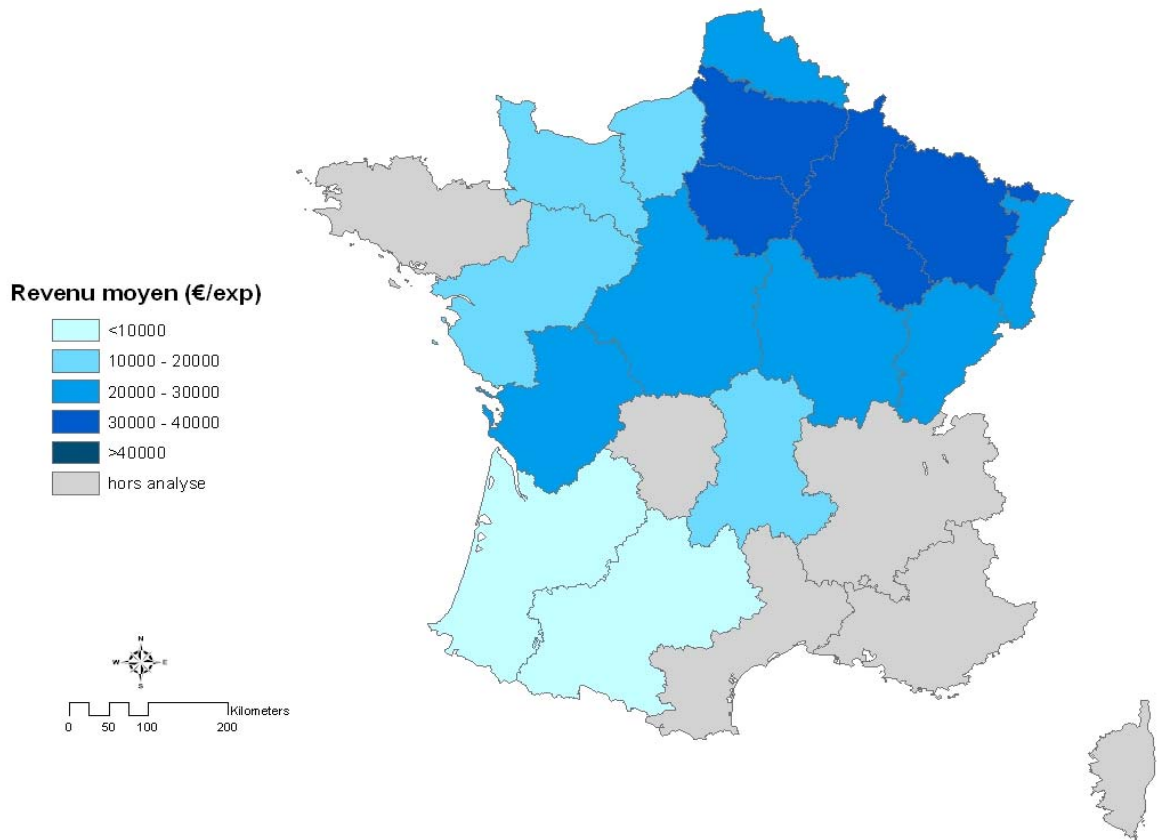 Revenu moyen (€/exp)
<10000
10000 - 20000
20000 - 30000
30000 - 40000
>40000
hors analyse
N
W E
S
Kilometers
0 50 100 200